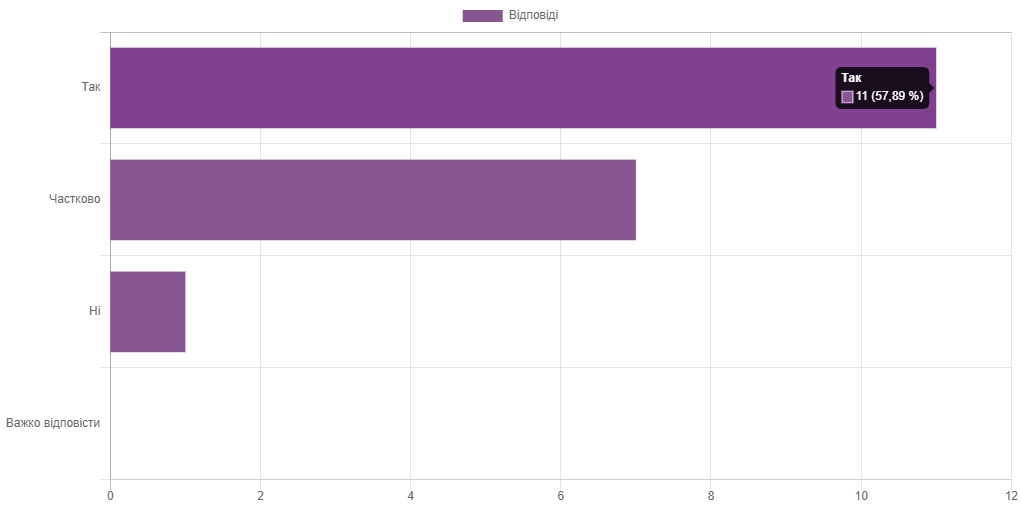 Відповіді
Так
Так
11 (57,89 %)
Частково
Ні
Важко відповісти
0 2 4 6 8 10 12